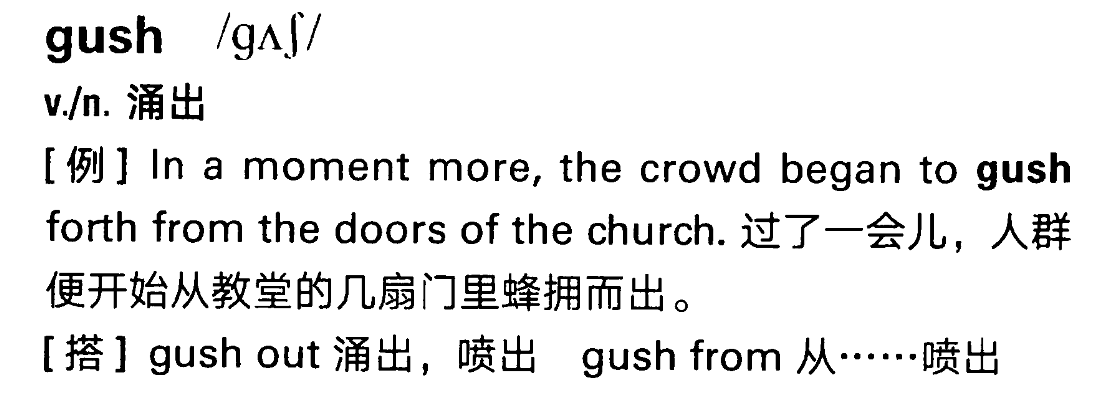 gush /gʌʃ/
v./n. 涌出
[例] In a moment more, the crowd began to gush
forth from the doors of the church. 过了一会儿，人群
便开始从教堂的几扇门里蜂拥而出。
[搭] gush out 涌出，喷出 gush from 从……喷出